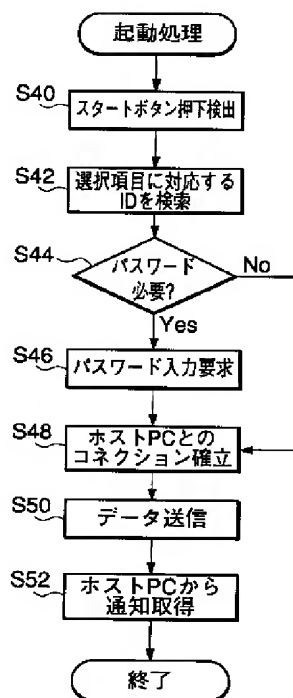 起動処理
S40
スタートボタン押下検出
S42
選択項目に対応する
IDを検索
S44
パスワード
必要?
No
Yes
S46
パスワード入力要求
S48
ホストPCとの
コネクション確立
S50
データ送信
S52
ホストPCから
通知取得
終了